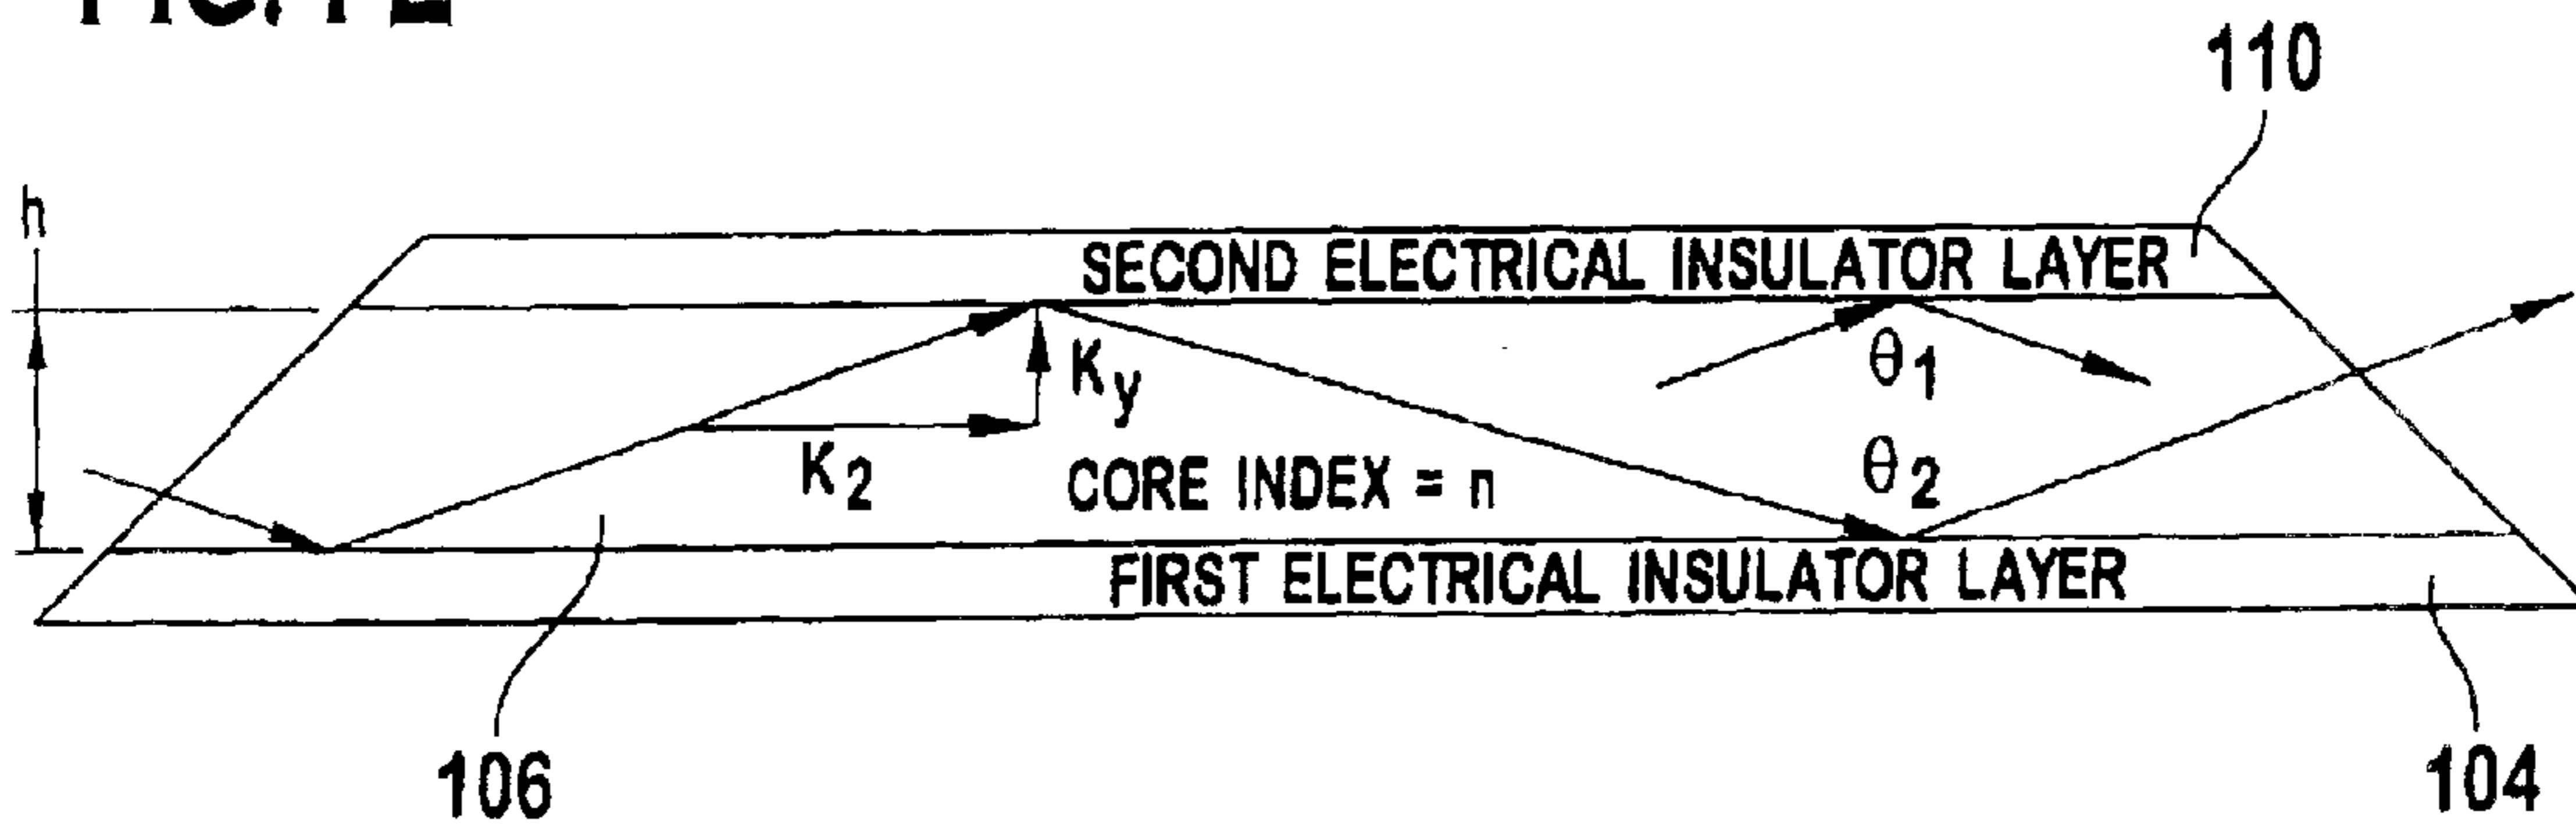 110
h
SECOND ELECTRICAL INSULATOR LAYER
Ky
θ1
K2
CORE INDEX = n
θ2
FIRST ELECTRICAL INSULATOR LAYER
106
104